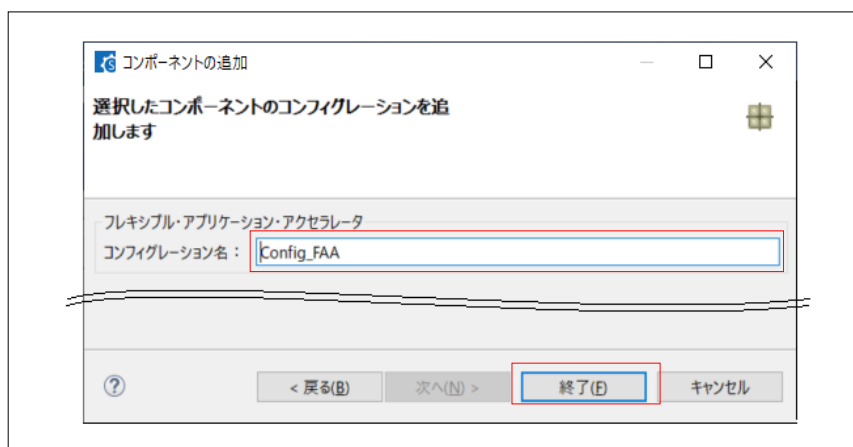 コンポーネントの追加
選択したコンポーネントのコンフィグレーションを追
加します
フレキシブル・アプリケーション・アクセラレータ
コンフィグレーション名： Config_FAA
< 戻る(B) 次へ(N) > 終了(F) キャンセル